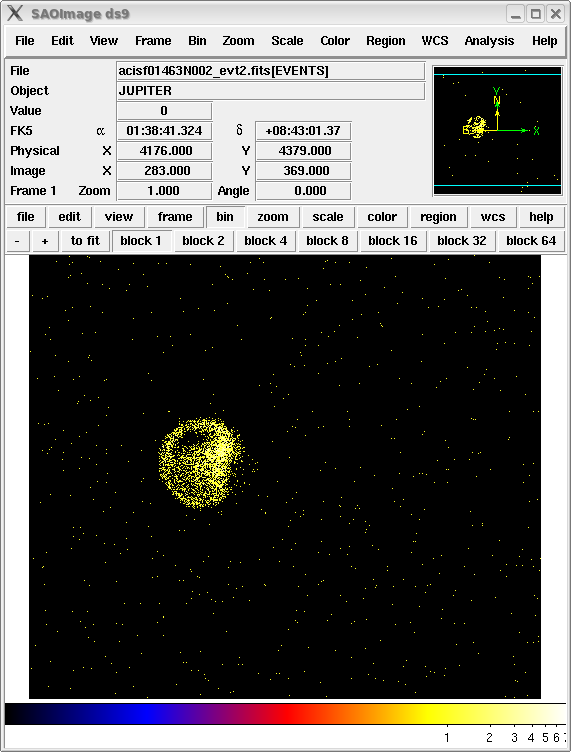 SAOImage ds9
File Edit View Frame Bin Zoom Scale Color Region WCS Analysis Help
File acisf01463N002_evt2.fits[EVENTS]
Object JUPITER
Value 0
FK5 α 01:38:41.324 δ +08:43:01.37
Physical X 4176.000 Y 4379.000
Image X 283.000 Y 369.000
Frame 1 Zoom 1.000 Angle 0.000
Y
N
E X
file edit view frame bin zoom scale color region wcs help
- + to fit block 1 block 2 block 4 block 8 block 16 block 32 block 64
1 2 3 4 5 6